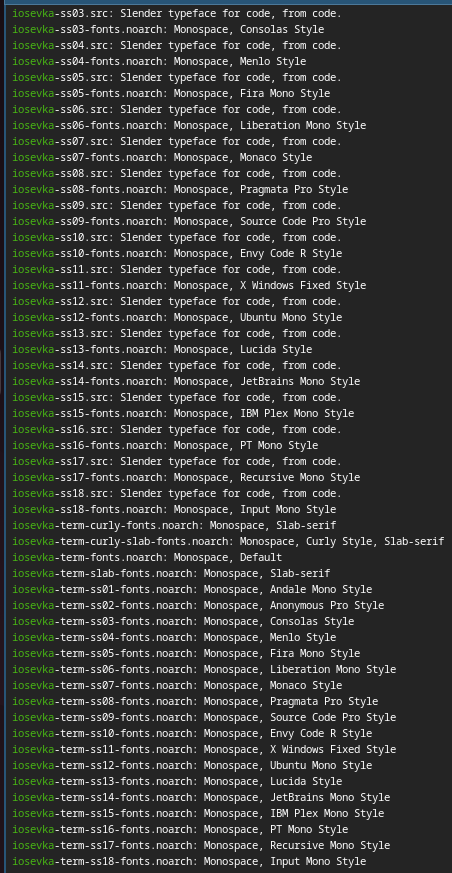 iosevka-ss03.src: Slender typeface for code, from code.
iosevka-ss03-fonts.noarch: Monospace, Consolas Style
iosevka-ss04.src: Slender typeface for code, from code.
iosevka-ss04-fonts.noarch: Monospace, Menlo Style
iosevka-ss05.src: Slender typeface for code, from code.
iosevka-ss05-fonts.noarch: Monospace, Fira Mono Style
iosevka-ss06.src: Slender typeface for code, from code.
iosevka-ss06-fonts.noarch: Monospace, Liberation Mono Style
iosevka-ss07.src: Slender typeface for code, from code.
iosevka-ss07-fonts.noarch: Monospace, Monaco Style
iosevka-ss08.src: Slender typeface for code, from code.
iosevka-ss08-fonts.noarch: Monospace, Pragmata Pro Style
iosevka-ss09.src: Slender typeface for code, from code.
iosevka-ss09-fonts.noarch: Monospace, Source Code Pro Style
iosevka-ss10.src: Slender typeface for code, from code.
iosevka-ss10-fonts.noarch: Monospace, Envy Code R Style
iosevka-ss11.src: Slender typeface for code, from code.
iosevka-ss11-fonts.noarch: Monospace, X Windows Fixed Style
iosevka-ss12.src: Slender typeface for code, from code.
iosevka-ss12-fonts.noarch: Monospace, Ubuntu Mono Style
iosevka-ss13.src: Slender typeface for code, from code.
iosevka-ss13-fonts.noarch: Monospace, Lucida Style
iosevka-ss14.src: Slender typeface for code, from code.
iosevka-ss14-fonts.noarch: Monospace, JetBrains Mono Style
iosevka-ss15.src: Slender typeface for code, from code.
iosevka-ss15-fonts.noarch: Monospace, IBM Plex Mono Style
iosevka-ss16.src: Slender typeface for code, from code.
iosevka-ss16-fonts.noarch: Monospace, PT Mono Style
iosevka-ss17.src: Slender typeface for code, from code.
iosevka-ss17-fonts.noarch: Monospace, Recursive Mono Style
iosevka-ss18.src: Slender typeface for code, from code.
iosevka-ss18-fonts.noarch: Monospace, Input Mono Style
iosevka-term-curly-fonts.noarch: Monospace, Slab-serif
iosevka-term-curly-slab-fonts.noarch: Monospace, Curly Style, Slab-serif
iosevka-term-fonts.noarch: Monospace, Default
iosevka-term-slab-fonts.noarch: Monospace, Slab-serif
iosevka-term-ss01-fonts.noarch: Monospace, Andale Mono Style
iosevka-term-ss02-fonts.noarch: Monospace, Anonymous Pro Style
iosevka-term-ss03-fonts.noarch: Monospace, Consolas Style
iosevka-term-ss04-fonts.noarch: Monospace, Menlo Style
iosevka-term-ss05-fonts.noarch: Monospace, Fira Mono Style
iosevka-term-ss06-fonts.noarch: Monospace, Liberation Mono Style
iosevka-term-ss07-fonts.noarch: Monospace, Monaco Style
iosevka-term-ss08-fonts.noarch: Monospace, Pragmata Pro Style
iosevka-term-ss09-fonts.noarch: Monospace, Source Code Pro Style
iosevka-term-ss10-fonts.noarch: Monospace, Envy Code R Style
iosevka-term-ss11-fonts.noarch: Monospace, X Windows Fixed Style
iosevka-term-ss12-fonts.noarch: Monospace, Ubuntu Mono Style
iosevka-term-ss13-fonts.noarch: Monospace, Lucida Style
iosevka-term-ss14-fonts.noarch: Monospace, JetBrains Mono Style
iosevka-term-ss15-fonts.noarch: Monospace, IBM Plex Mono Style
iosevka-term-ss16-fonts.noarch: Monospace, PT Mono Style
iosevka-term-ss17-fonts.noarch: Monospace, Recursive Mono Style
iosevka-term-ss18-fonts.noarch: Monospace, Input Mono Style